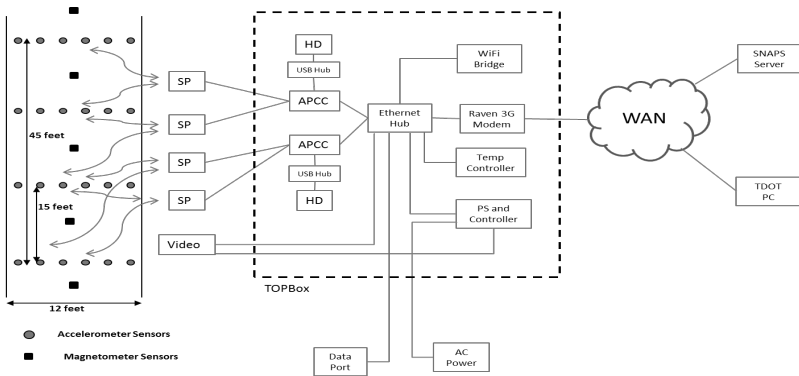 45 feet
15 feet
12 feet
Accelerometer Sensors
Magnetometer Sensors
SP
SP
SP
SP
Video
HD
USB Hub
APCC
APCC
USB Hub
HD
Ethernet
Hub
WiFi
Bridge
Raven 3G
Modem
Temp
Controller
PS and
Controller
TOPBox
Data
Port
AC
Power
WAN
SNAPS
Server
TDOT
PC